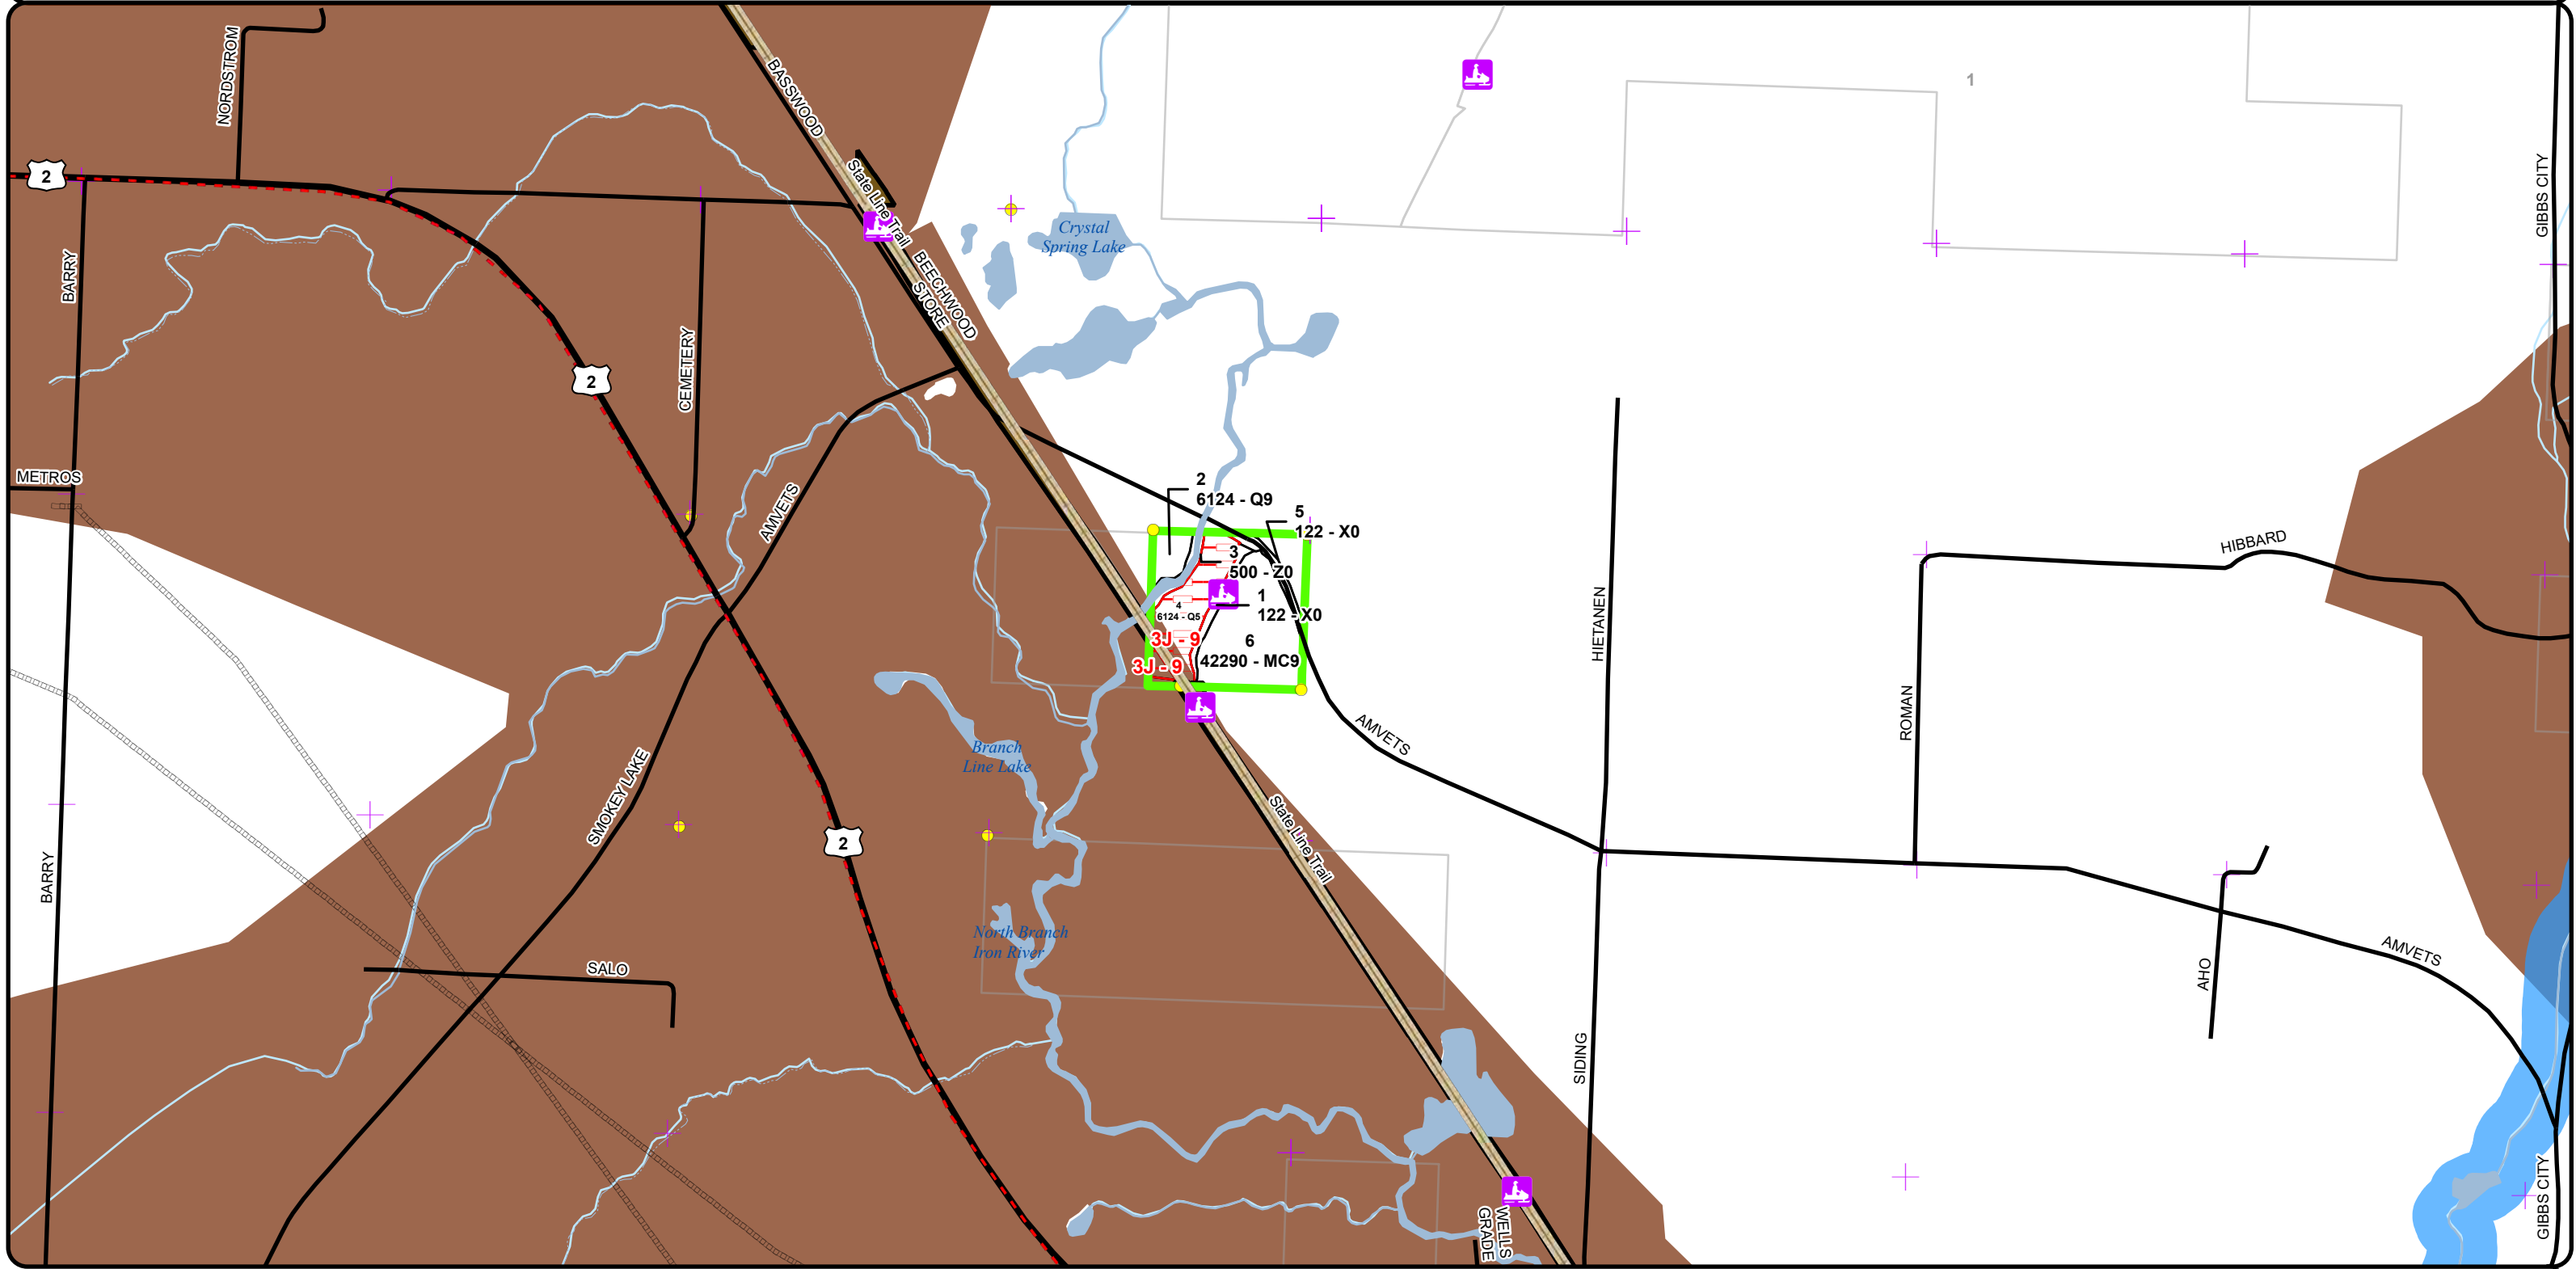 NORDSTROM
BASSWOOD
1
GIBBS CITY
2
State Line Trail
Crystal
Spring Lake
BARRY
BEECHWOOD
STORE
2
CEMETERY
METROS
AMVETS
2
6124 - Q9
5
122 - X0
3
500 - Z0
1
122 - X0
4
6124 - Q5
3J - 9
3J - 9
6
42290 - MC9
HIBBARD
HIETANEN
ROMAN
AMVETS
Branch
Line Lake
SMOKEY LAKE
State Line Trail
2
BARRY
North Branch
Iron River
SALO
AMVETS
AHO
SIDING
WELLS
GRADE
GIBBS CITY